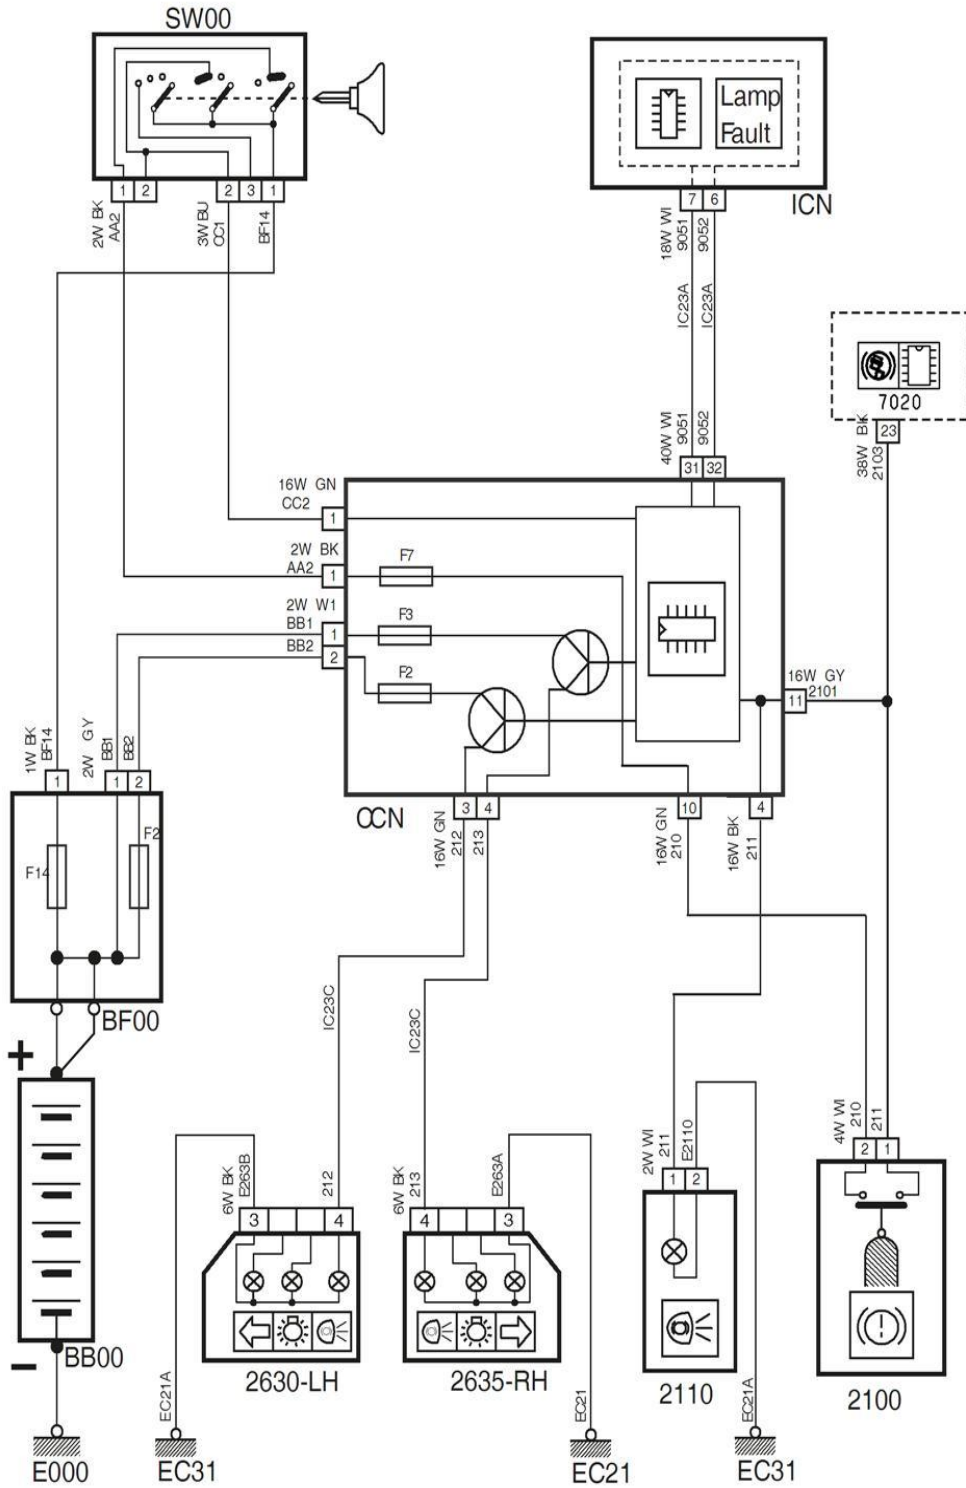 SW00
1 2 2 3 1
2W BK
AA2
3W BU
CC1
BF14
Lamp
Fault
7 6
ICN
18W WI
9051
9052
IC23A
IC23A
7020
23
38W BK
2103
40W WI
9051
9052
31 32
16W GN
CC2
1
2W BK
AA2
1
F7
2W W1
BB1
1
F3
BB2
2
F2
16W GY
2101
11
1W BK
BF14
2W GY
BB1
BB2
1 1 2
OCN
3 4
10
4
16W GN
212
213
16W GN
210
16W BK
211
F14
F2
BF00
IC23C
IC23C
+
4W WI
210
211
2 1
2W WI
211
E2110
1 2
6W BK
E263B
212
3 4
6W BK
213
E263A
4 3
BB00
–
2630-LH
2635-RH
2110
2100
EC21A
EC21
EC21A
E000
EC31
EC21
EC31